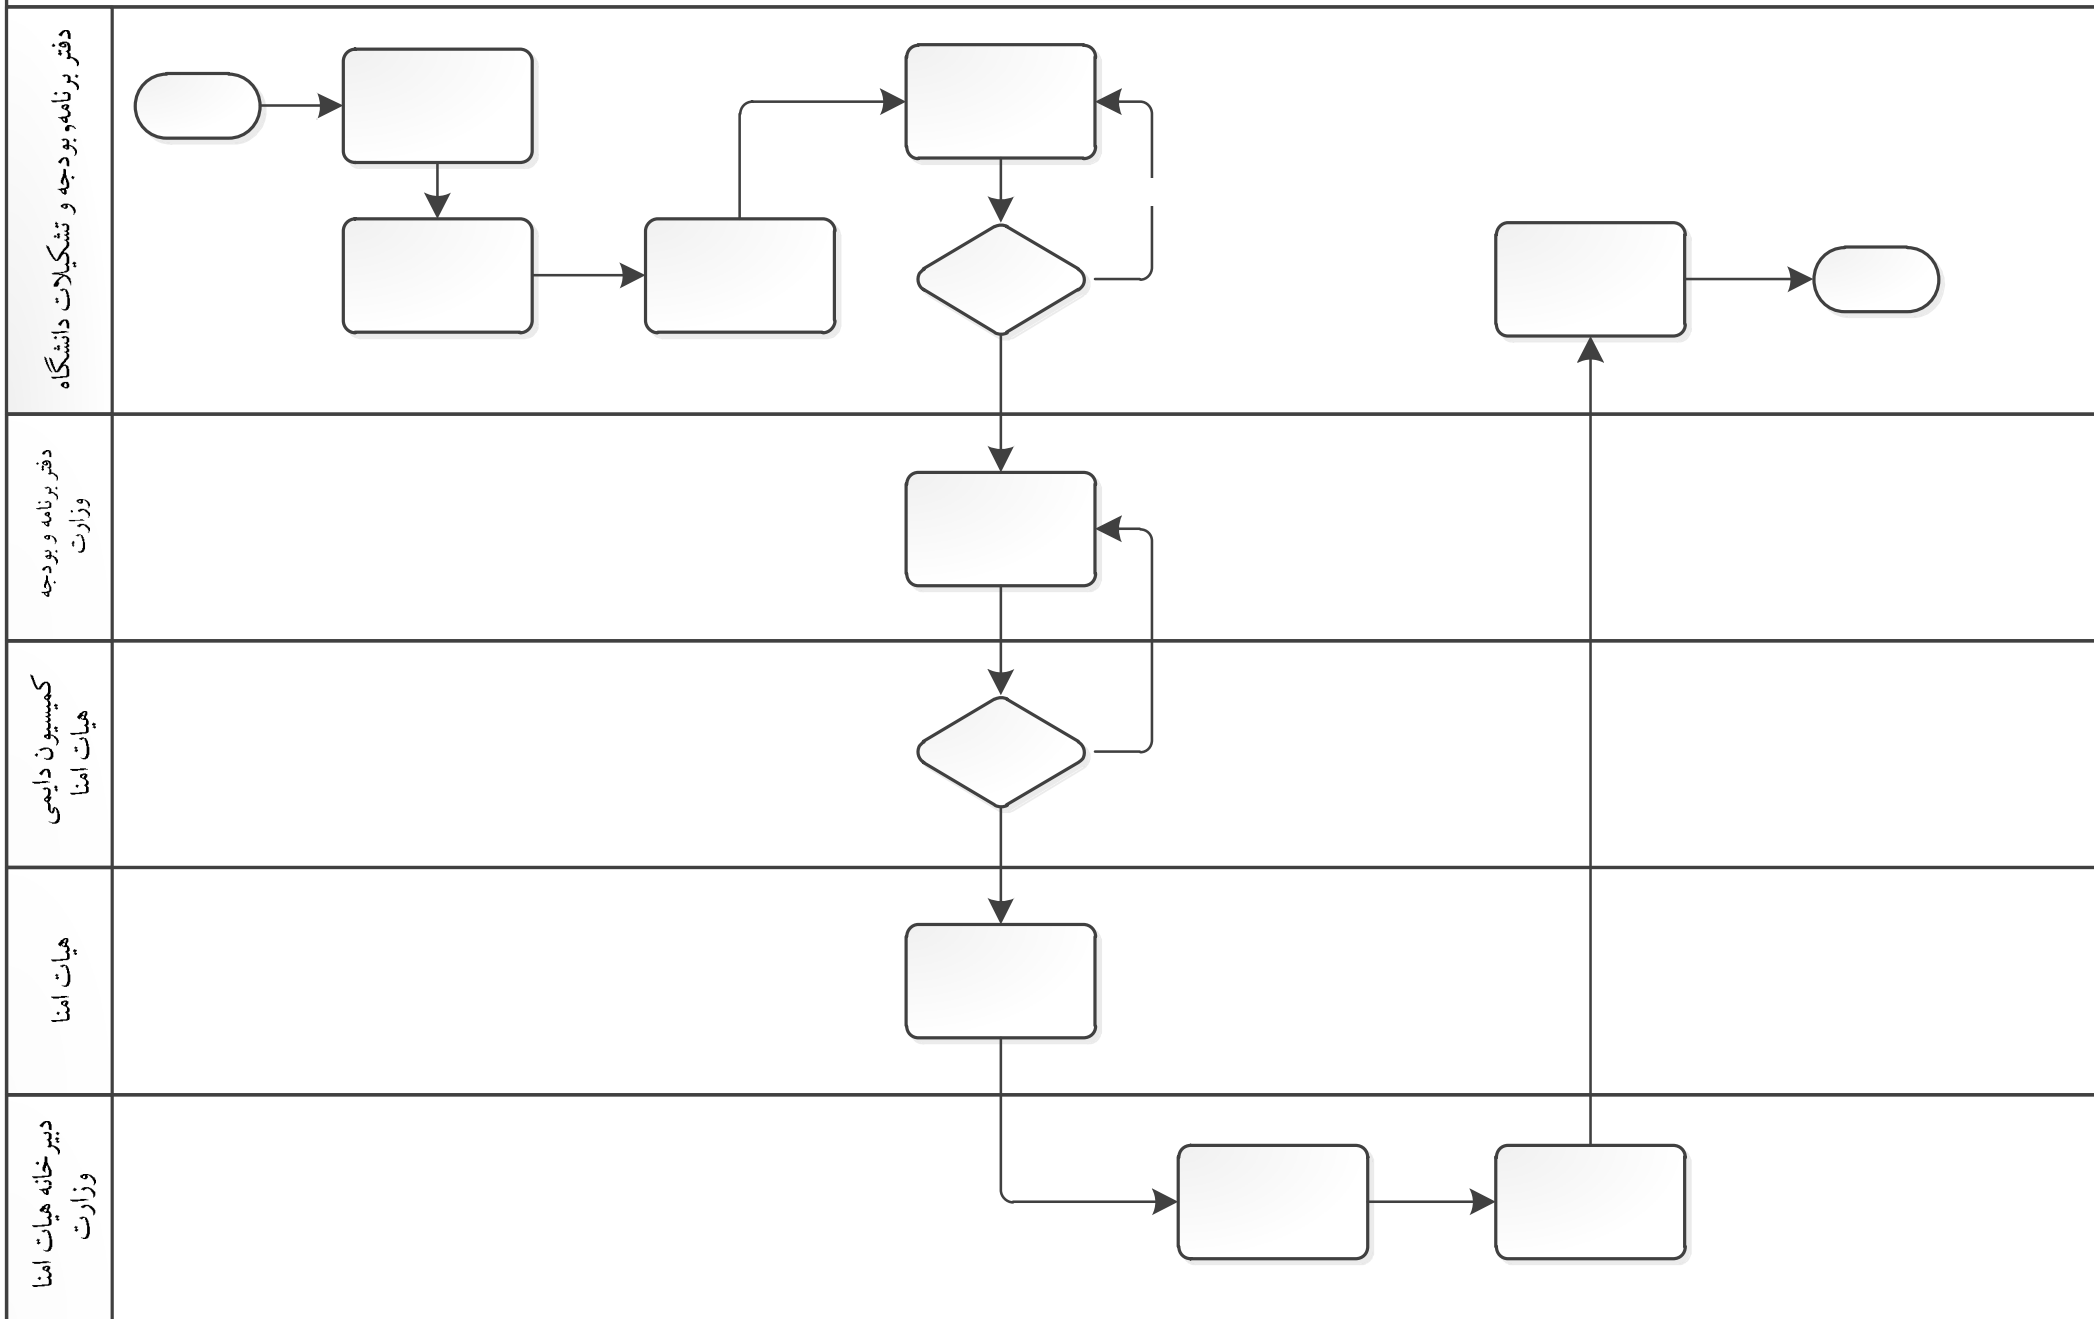 دفتر برنامه‌و بودجه و تشکیلات دانشگاه
دفتر برنامه و بودجه
وزارت
کمیسیون دایمی
هیات امنا
هیات امنا
دبیرخانه هیات امنا
وزارت